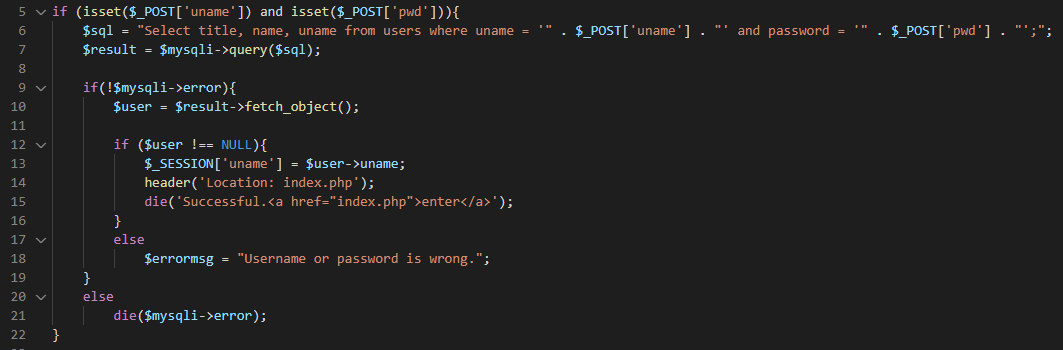 5 if (isset($_POST['uname']) and isset($_POST['pwd'])){
6 $sql = "Select title, name, uname from users where uname = '" . $_POST['uname'] . "' and password = '" . $_POST['pwd'] . "';";
7 $result = $mysqli->query($sql);
8
9 if(!$mysqli->error){
10 $user = $result->fetch_object();
11
12 if ($user !== NULL){
13 $_SESSION['uname'] = $user->uname;
14 header('Location: index.php');
15 die('Successful.<a href="index.php">enter</a>');
16 }
17 else
18 $errormsg = "Username or password is wrong.";
19 }
20 else
21 die($mysqli->error);
22 }